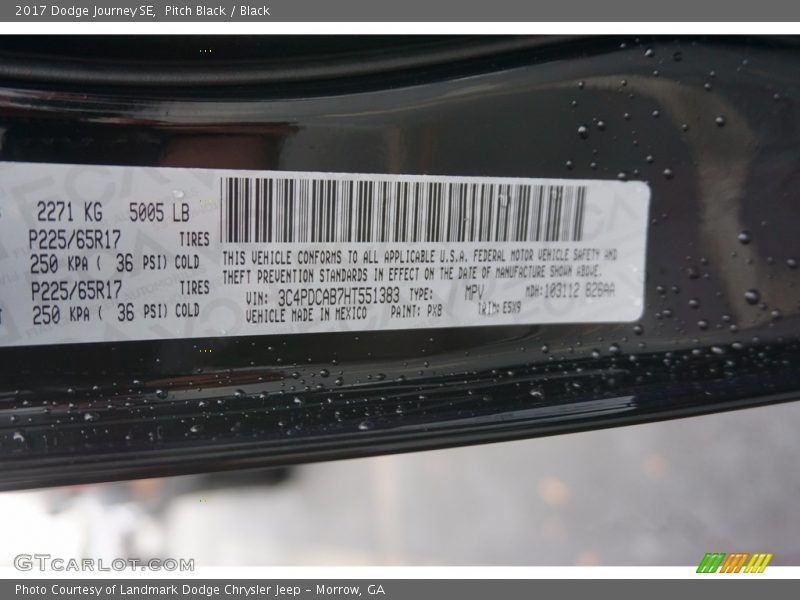 2017 Dodge Journey SE, Pitch Black / Black
2271 KG 5005 LB
P225/65R17 TIRES
250 KPA ( 36 PSI) COLD
P225/65R17 TIRES
250 KPA ( 36 PSI) COLD
THIS VEHICLE CONFORMS TO ALL APPLICABLE U.S.A. FEDERAL MOTOR VEHICLE SAFETY AND
THEFT PREVENTION STANDARDS IN EFFECT ON THE DATE OF MANUFACTURE SHOWN ABOVE.
VIN: 3C4PDCAB7HT551383 TYPE: MPV MDH:103112 826AA
VEHICLE MADE IN MEXICO PAINT: PX8 TRIM: E5X9
GTcarlot.com
Photo Courtesy of Landmark Dodge Chrysler Jeep - Morrow, GA